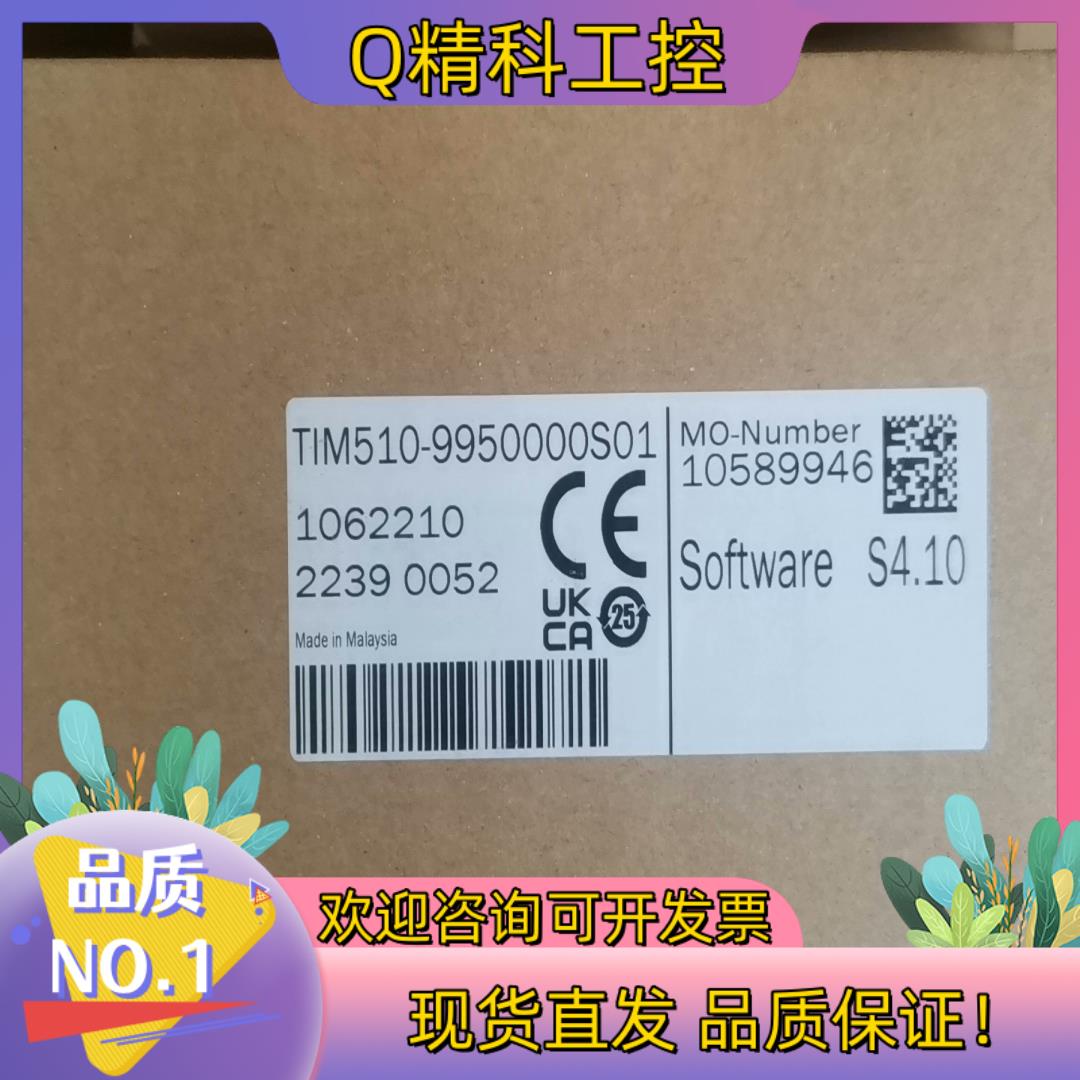 Q精科工控
TIM510-9950000S01
1062210
2239 0052
Made in Malaysia
CE
UK
CA
25
MO-Number
10589946
Software S4.10
品质
NO.1
欢迎咨询可开发票
现货直发 品质保证！